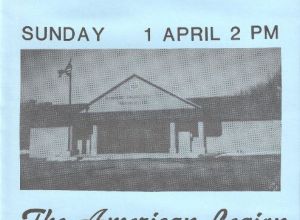 SUNDAY 1 APRIL 2 PM
The American Legion